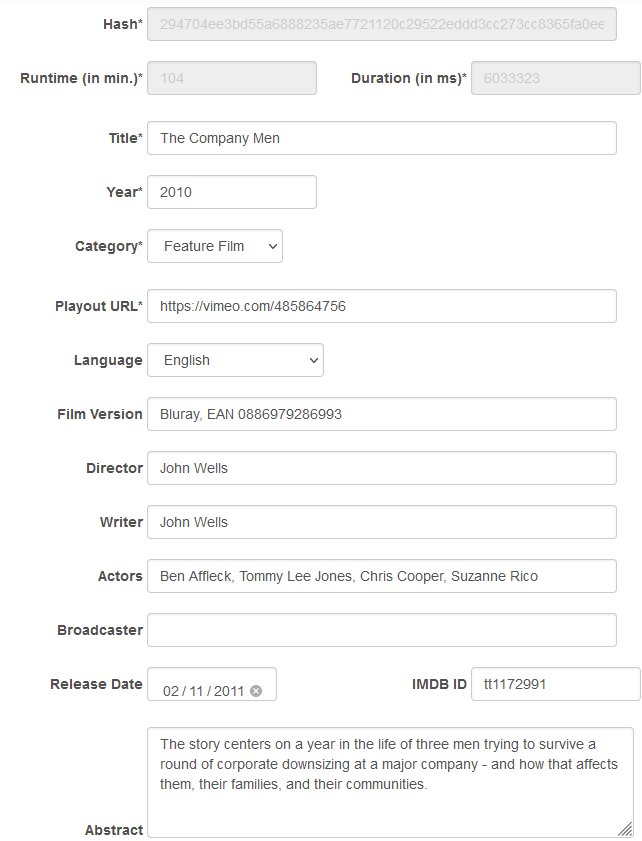 Hash* 294704ee3bd55a6888235ae7721120c29522eddd3cc273cc8365fa0ee
Runtime (in min.)* 104 Duration (in ms)* 6033323
Title* The Company Men
Year* 2010
Category* Feature Film
Playout URL* https://vimeo.com/485864756
Language English
Film Version Bluray, EAN 0886979286993
Director John Wells
Writer John Wells
Actors Ben Affleck, Tommy Lee Jones, Chris Cooper, Suzanne Rico
Broadcaster
Release Date 02 / 11 / 2011 IMDB ID tt1172991
The story centers on a year in the life of three men trying to survive a
round of corporate downsizing at a major company - and how that affects
them, their families, and their communities.
Abstract